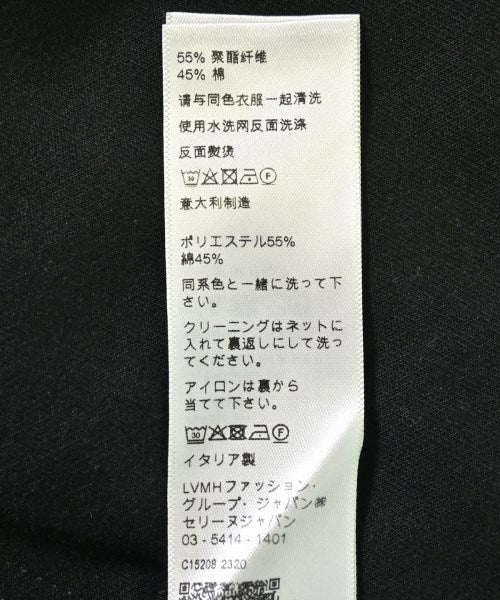 55% 聚酯纤维
45% 棉
请与同色衣服一起清洗
使用水洗网反面洗涤
反面熨烫
30 F
意大利制造
ポリエステル55%
綿45%
同系色と一緒に洗って下
さい。
クリーニングはネットに
入れて裏返しにして洗っ
てください。
アイロンは裏から
当てて下さい。
30 F
イタリア製
LVMHファッション・
グループ・ジャパン㈱
セリーヌジャパン
03 - 5414 - 1401
C15208 2320